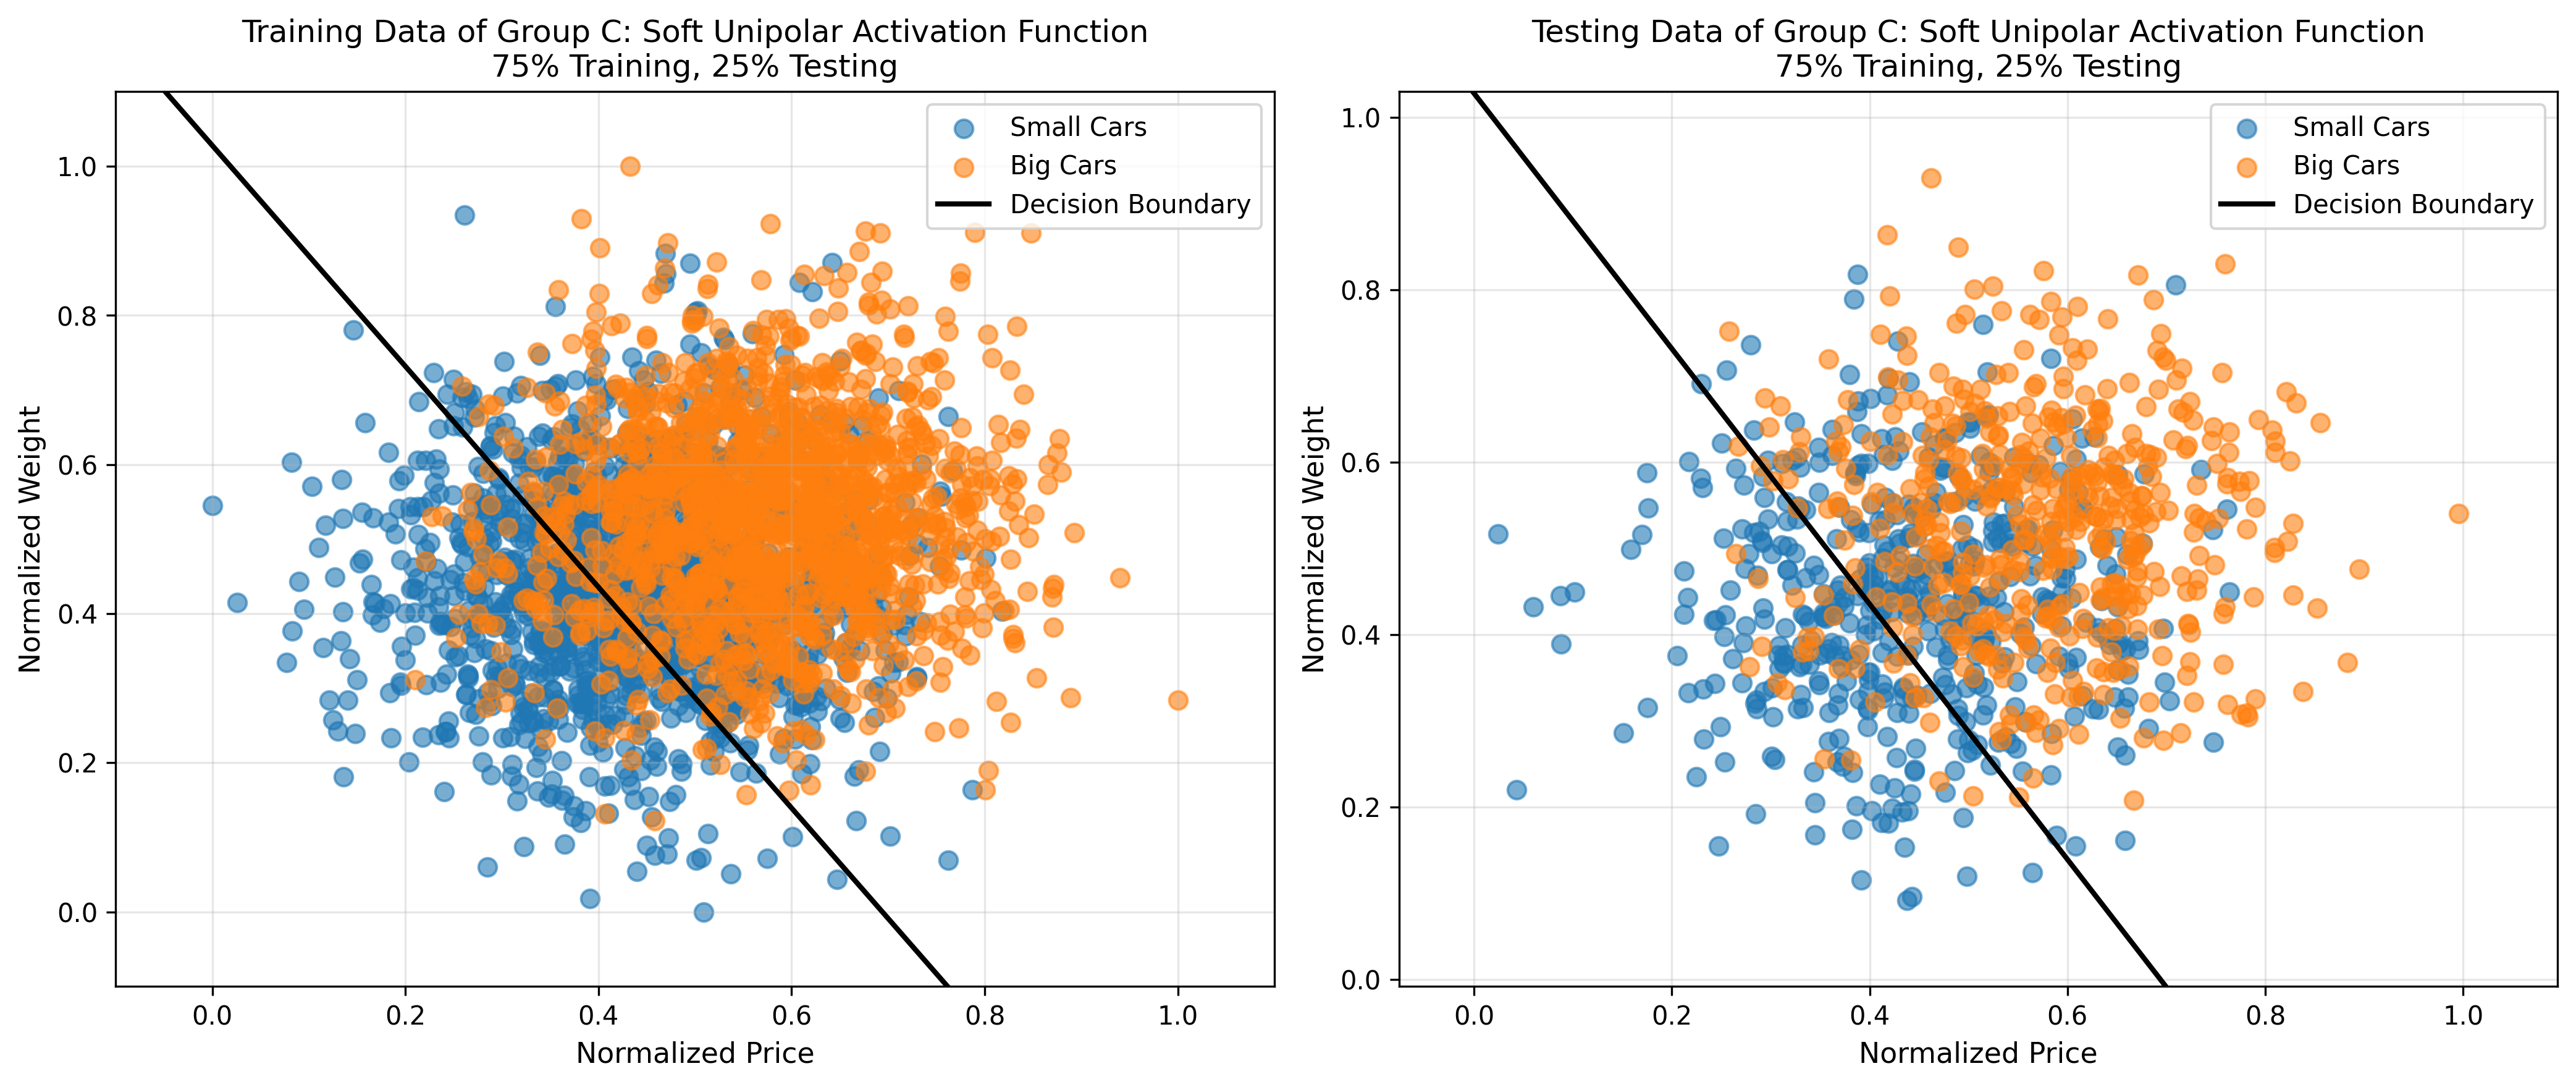 Training Data of Group C: Soft Unipolar Activation Function
75% Training, 25% Testing
Small Cars
Big Cars
Decision Boundary
Normalized Weight
1.0
0.8
0.6
0.4
0.2
0.0
0.0 0.2 0.4 0.6 0.8 1.0
Normalized Price
Testing Data of Group C: Soft Unipolar Activation Function
75% Training, 25% Testing
Small Cars
Big Cars
Decision Boundary
Normalized Weight
1.0
0.8
0.6
0.4
0.2
0.0
0.0 0.2 0.4 0.6 0.8 1.0
Normalized Price